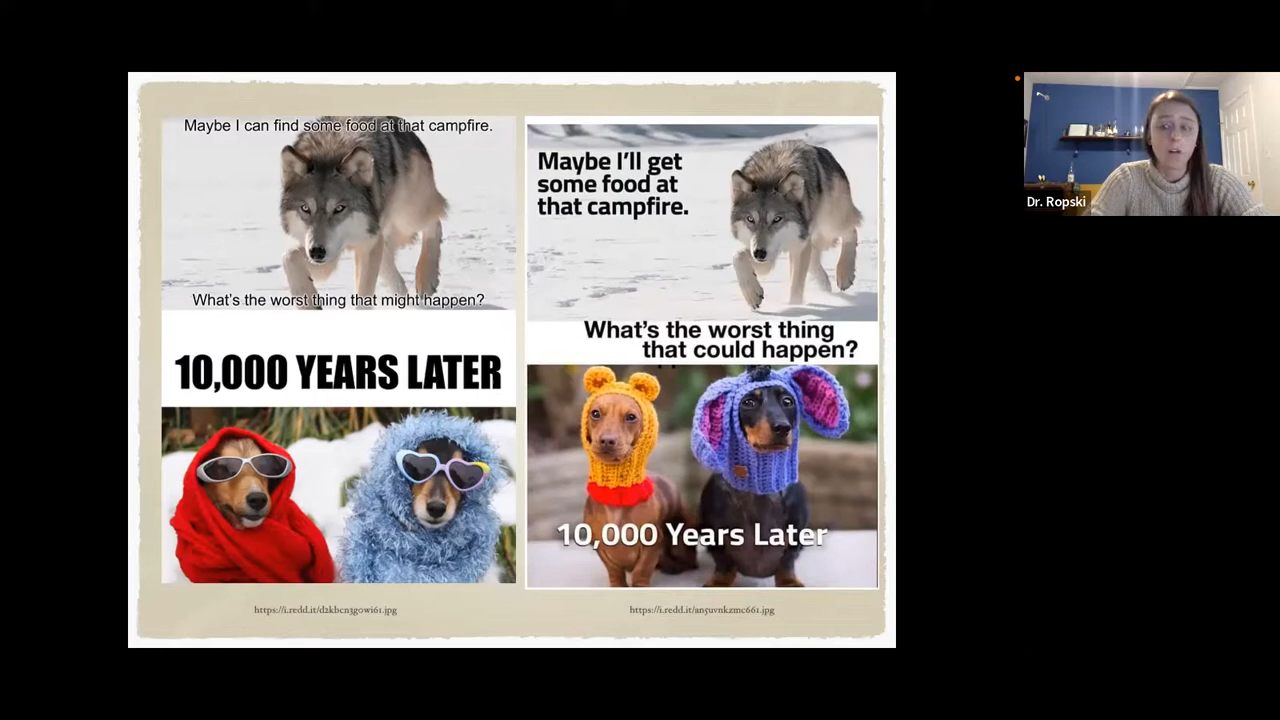 Maybe I can find some food at that campfire.
What's the worst thing that might happen?
10,000 YEARS LATER
https://i.redd.it/d2kbcn3gowi61.jpg
Maybe I'll get
some food at
that campfire.
What's the worst thing
that could happen?
10,000 Years Later
https://i.redd.it/an5uvnkzmc661.jpg
Dr. Ropski